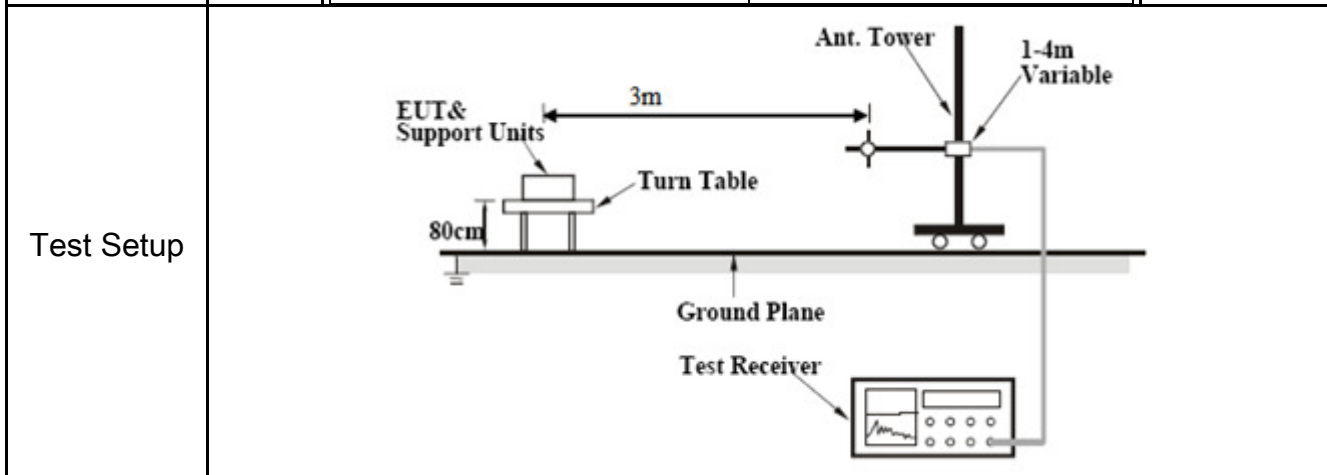 Test Setup
Ant. Tower
1-4m
Variable
3m
EUT&
Support Units
Turn Table
80cm
Ground Plane
Test Receiver